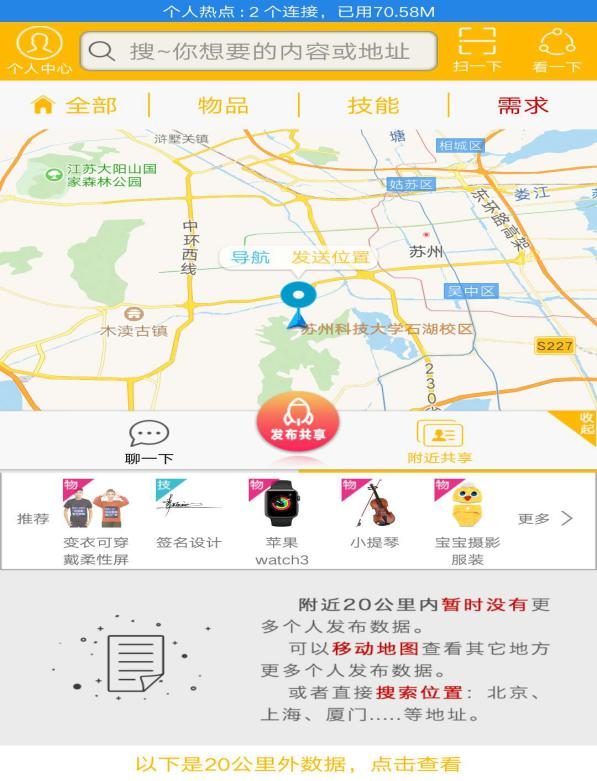 个人热点：2 个连接，已用70.58M
个人中心
搜~你想要的内容或地址
扫一下
看一下
全部
物品
技能
需求
浒墅关镇
塘
相城区
江苏大阳山国
家森林公园
姑苏区
娄江
东环路高架
中环西线
苏州
导航
发送位置
吴中区
木渎古镇
苏州科技大学石湖校区
S227
230省
收起
发布共享
聊一下
附近共享
推荐
物
技
物
物
物
更多
变衣可穿
戴柔性屏
签名设计
苹果
watch3
小提琴
宝宝摄影
服装
附近20公里内暂时没有更
多个人发布数据。
可以移动地图查看其它地方
更多个人发布数据。
或者直接搜索位置：北京、
上海、厦门.....等地址。
以下是20公里外数据，点击查看